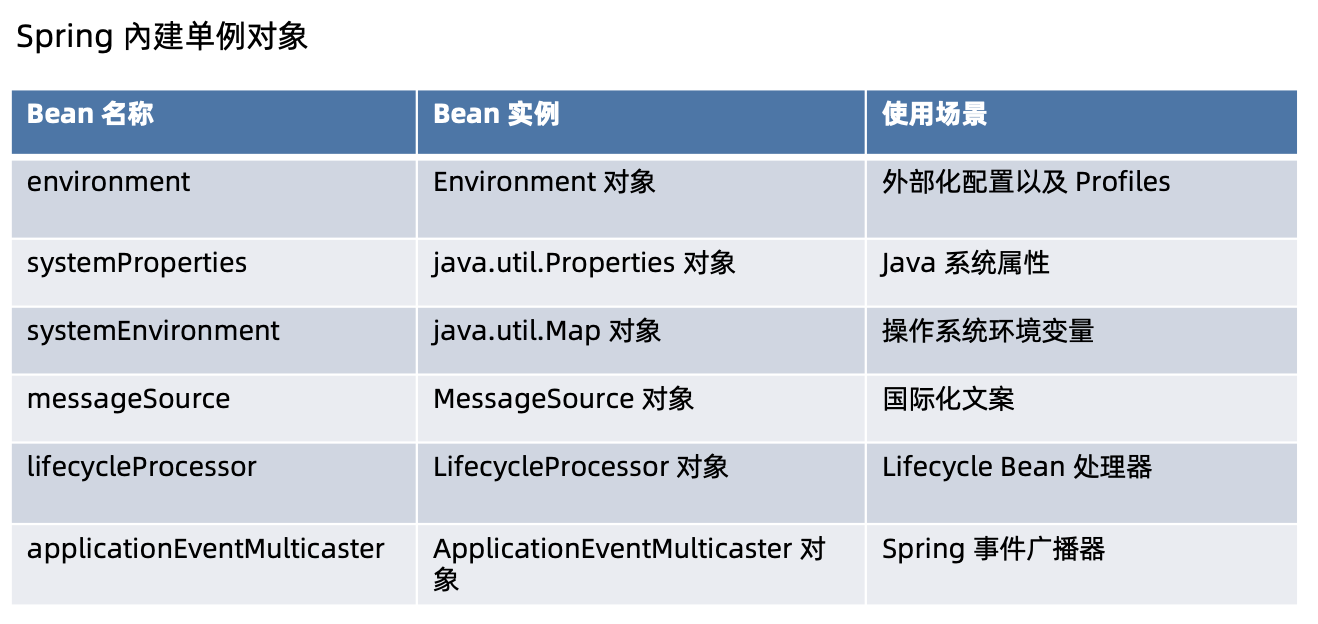 Spring 內建单例对象
Bean 名称 Bean 实例 使用场景
environment Environment 对象 外部化配置以及 Profiles
systemProperties java.util.Properties 对象 Java 系统属性
systemEnvironment java.util.Map 对象 操作系统环境变量
messageSource MessageSource 对象 国际化文案
lifecycleProcessor LifecycleProcessor 对象 Lifecycle Bean 处理器
applicationEventMulticaster ApplicationEventMulticaster 对 Spring 事件广播器
象